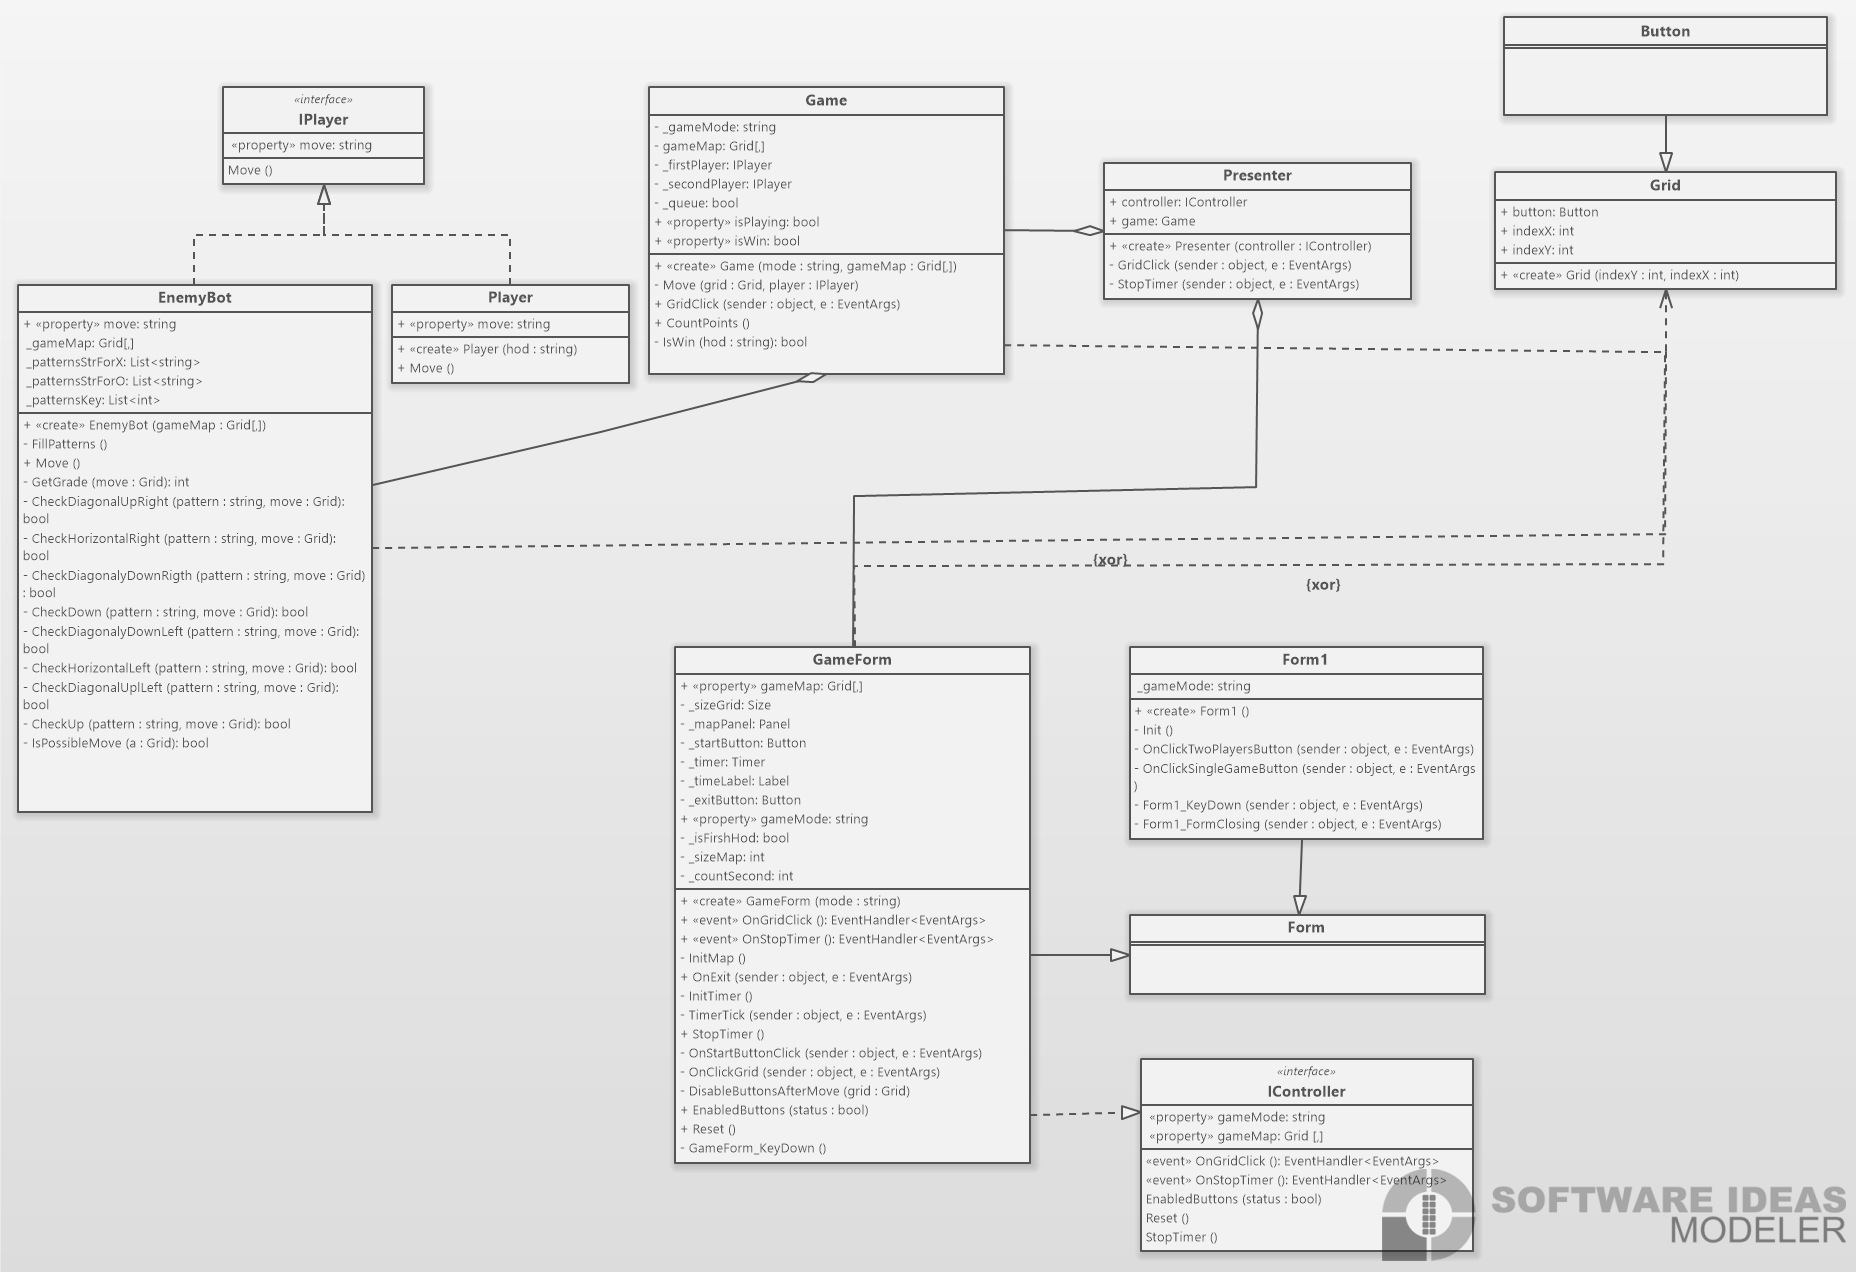 Button
«interface»
IPlayer
«property» move: string
Move ()
Game
- _gameMode: string
- gameMap: Grid[,]
- _firstPlayer: IPlayer
- _secondPlayer: IPlayer
- _queue: bool
+ «property» isPlaying: bool
+ «property» isWin: bool
+ «create» Game (mode : string, gameMap : Grid[,])
- Move (grid : Grid, player : IPlayer)
+ GridClick (sender : object, e : EventArgs)
+ CountPoints ()
- IsWin (hod : string): bool
Presenter
+ controller: IController
+ game: Game
+ «create» Presenter (controller : IController)
- GridClick (sender : object, e : EventArgs)
- StopTimer (sender : object, e : EventArgs)
Grid
+ button: Button
+ indexX: int
+ indexY: int
+ «create» Grid (indexY : int, indexX : int)
EnemyBot
+ «property» move: string
_gameMap: Grid[,]
_patternsStrForX: List<string>
_patternsStrForO: List<string>
_patternsKey: List<int>
+ «create» EnemyBot (gameMap : Grid[,])
- FillPatterns ()
+ Move ()
- GetGrade (move : Grid): int
- CheckDiagonalUpRight (pattern : string, move : Grid):
bool
- CheckHorizontalRight (pattern : string, move : Grid):
bool
- CheckDiagonalyDownRigth (pattern : string, move : Grid)
: bool
- CheckDown (pattern : string, move : Grid): bool
- CheckDiagonalyDownLeft (pattern : string, move : Grid):
bool
- CheckHorizontalLeft (pattern : string, move : Grid): bool
- CheckDiagonalUplLeft (pattern : string, move : Grid):
bool
- CheckUp (pattern : string, move : Grid): bool
- IsPossibleMove (a : Grid): bool
Player
+ «property» move: string
+ «create» Player (hod : string)
+ Move ()
{xor}
{xor}
GameForm
+ «property» gameMap: Grid[,]
- _sizeGrid: Size
- _mapPanel: Panel
- _startButton: Button
- _timer: Timer
- _timeLabel: Label
- _exitButton: Button
+ «property» gameMode: string
- _isFirshHod: bool
- _sizeMap: int
- _countSecond: int
+ «create» GameForm (mode : string)
+ «event» OnGridClick (): EventHandler<EventArgs>
+ «event» OnStopTimer (): EventHandler<EventArgs>
- InitMap ()
+ OnExit (sender : object, e : EventArgs)
- InitTimer ()
- TimerTick (sender : object, e : EventArgs)
+ StopTimer ()
- OnStartButtonClick (sender : object, e : EventArgs)
- OnClickGrid (sender : object, e : EventArgs)
- DisableButtonsAfterMove (grid : Grid)
+ EnabledButtons (status : bool)
+ Reset ()
- GameForm_KeyDown ()
Form1
_gameMode: string
+ «create» Form1 ()
- Init ()
- OnClickTwoPlayersButton (sender : object, e : EventArgs)
- OnClickSingleGameButton (sender : object, e : EventArgs
)
- Form1_KeyDown (sender : object, e : EventArgs)
- Form1_FormClosing (sender : object, e : EventArgs)
Form
«interface»
IController
«property» gameMode: string
«property» gameMap: Grid [,]
«event» OnGridClick (): EventHandler<EventArgs>
«event» OnStopTimer (): EventHandler<EventArgs>
EnabledButtons (status : bool)
Reset ()
StopTimer ()
SOFTWARE IDEAS
MODELER